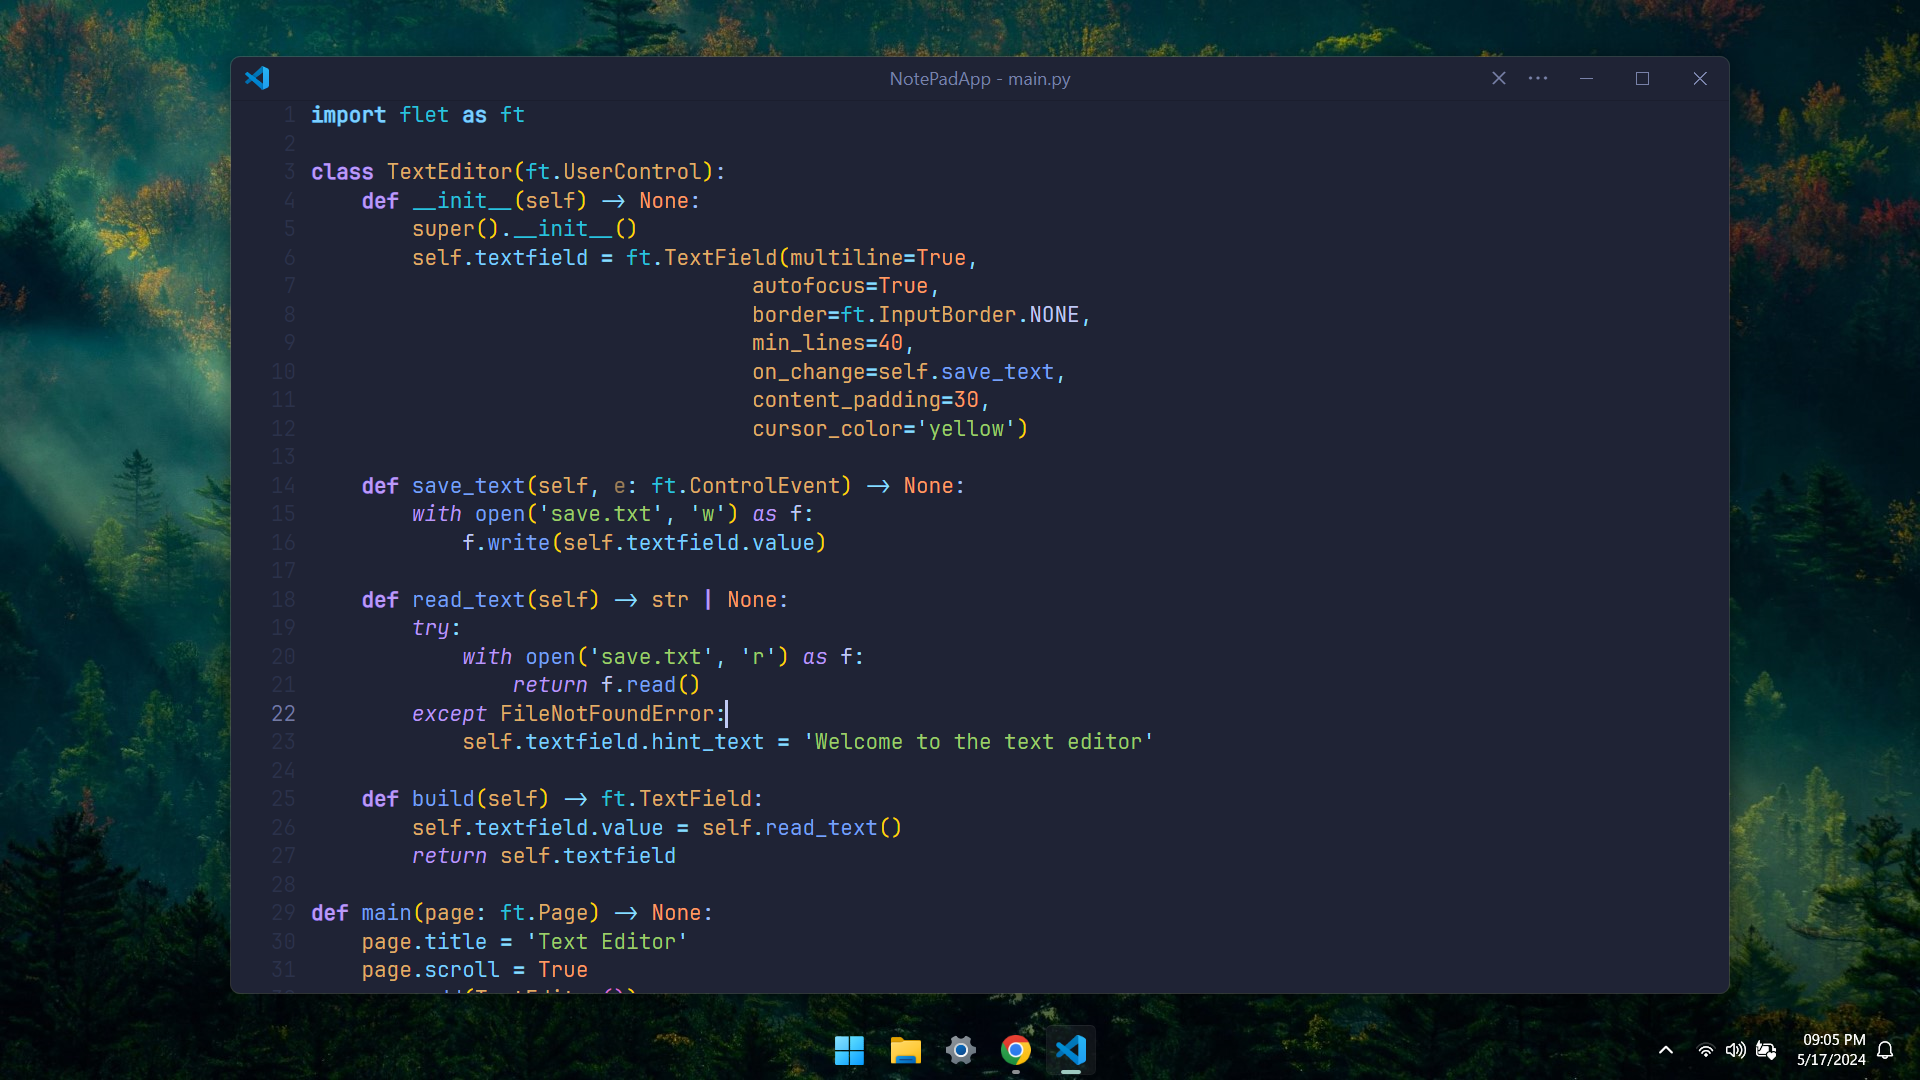 NotePadApp - main.py
1 import flet as ft
2
3 class TextEditor(ft.UserControl):
4     def __init__(self) -> None:
5         super().__init__()
6         self.textfield = ft.TextField(multiline=True,
7                                    autofocus=True,
8                                    border=ft.InputBorder.NONE,
9                                    min_lines=40,
10                                    on_change=self.save_text,
11                                    content_padding=30,
12                                    cursor_color='yellow')
13
14     def save_text(self, e: ft.ControlEvent) -> None:
15         with open('save.txt', 'w') as f:
16             f.write(self.textfield.value)
17
18     def read_text(self) -> str | None:
19         try:
20             with open('save.txt', 'r') as f:
21                 return f.read()
22         except FileNotFoundError:
23             self.textfield.hint_text = 'Welcome to the text editor'
24
25     def build(self) -> ft.TextField:
26         self.textfield.value = self.read_text()
27         return self.textfield
28
29 def main(page: ft.Page) -> None:
30     page.title = 'Text Editor'
31     page.scroll = True
09:05 PM
5/17/2024